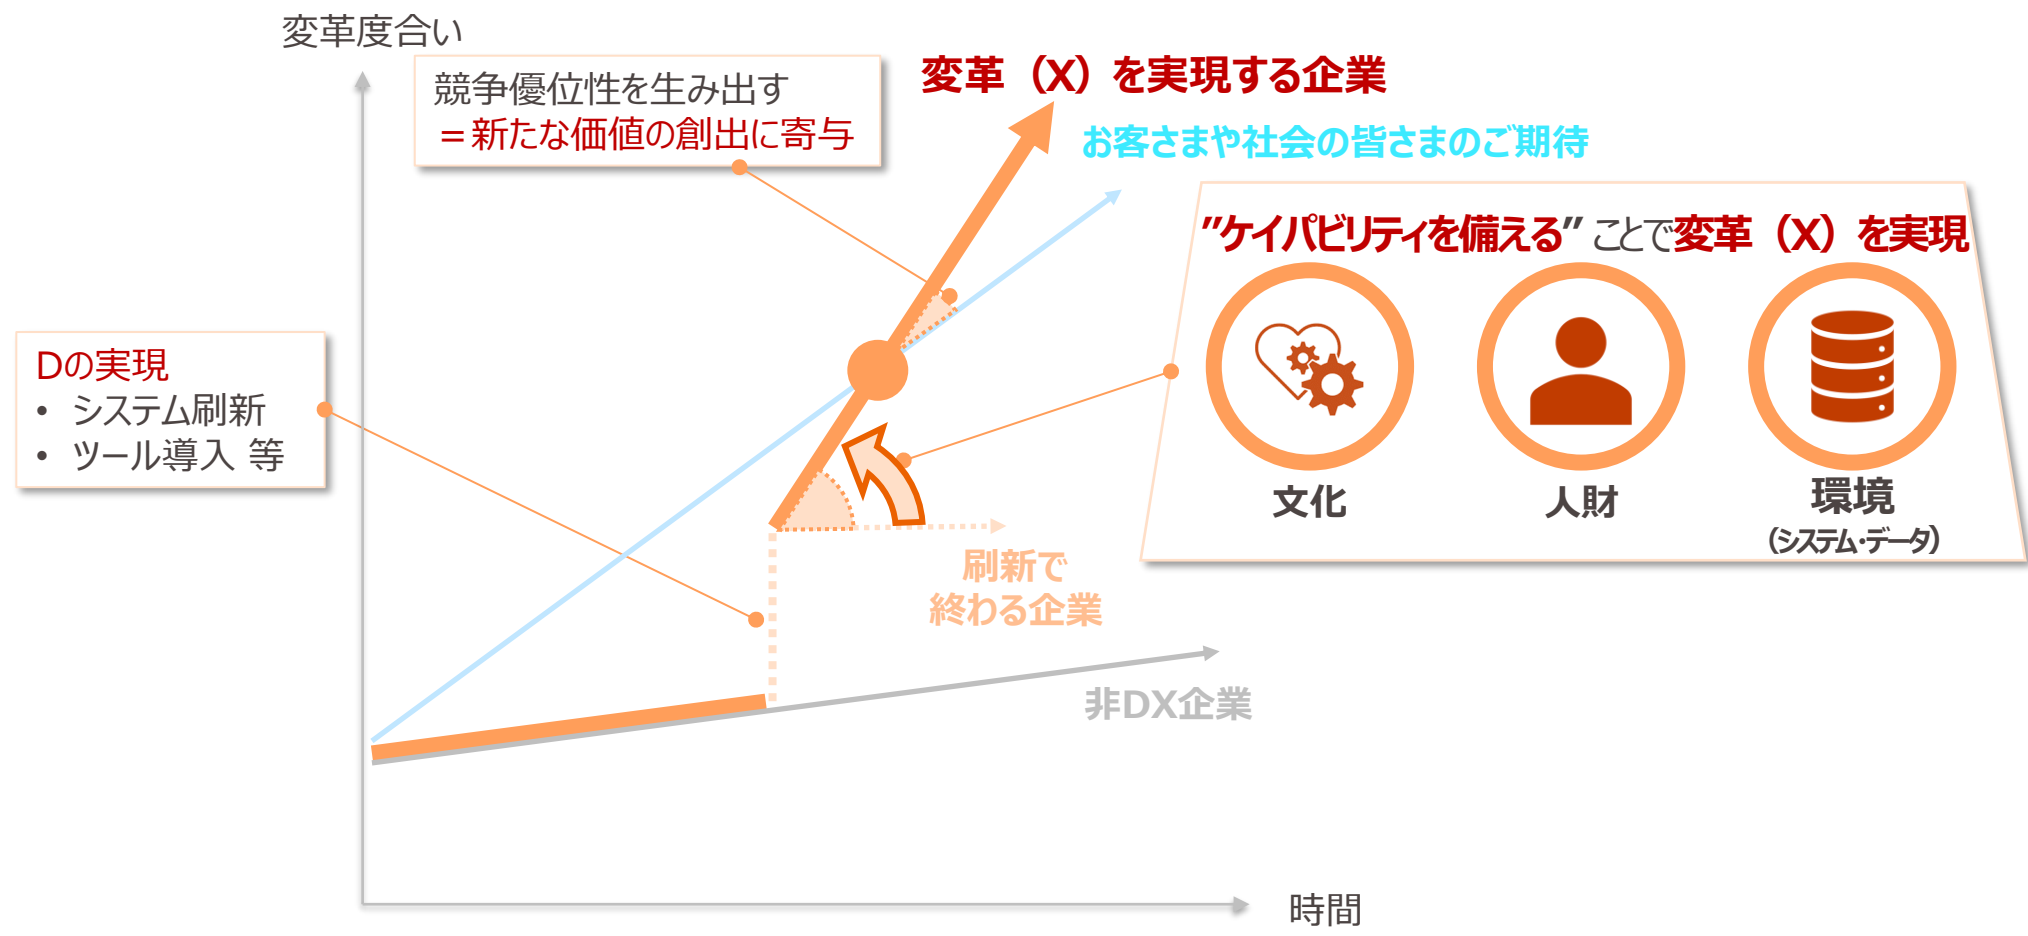 変革度合い
競争優位性を生み出す
＝新たな価値の創出に寄与
変革（X）を実現する企業
お客さまや社会の皆さまのご期待
”ケイパビリティを備える” ことで変革（X）を実現
文化
人財
環境
（システム・データ）
Dの実現
• システム刷新
• ツール導入 等
刷新で
終わる企業
非DX企業
時間